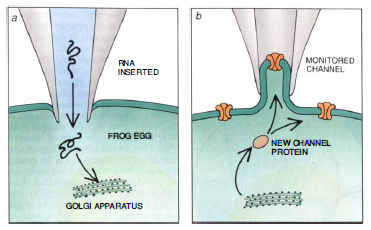 a
RNA
INSERTED
FROG EGG
GOLGI APPARATUS
b
MONITORED
CHANNEL
NEW CHANNEL
PROTEIN